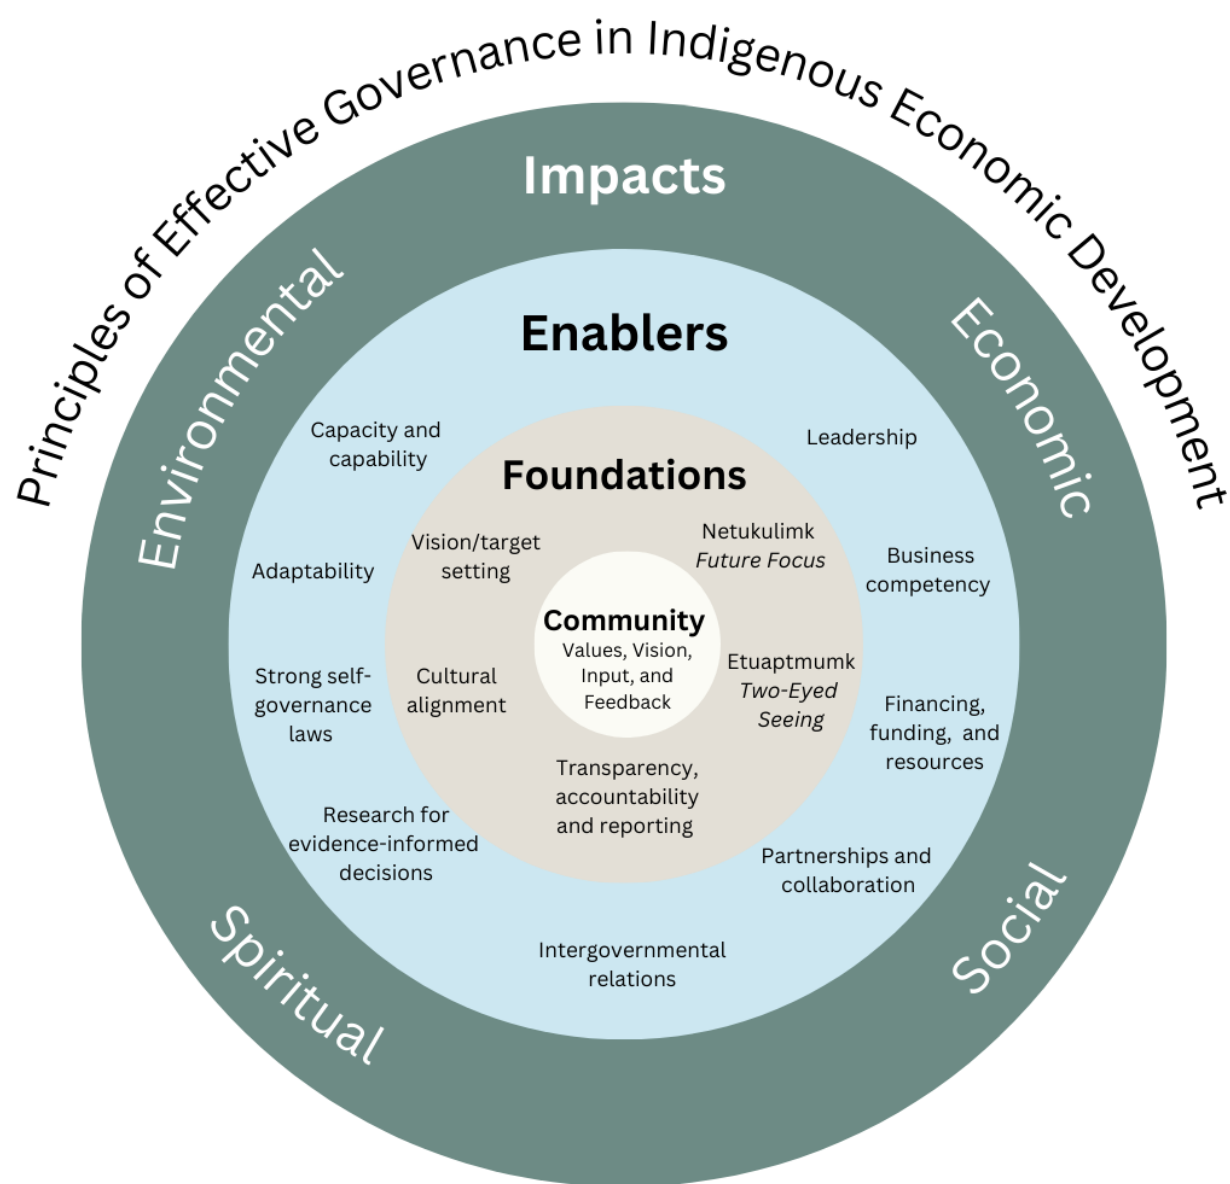 Principles of Effective Governance in Indigenous Economic Development
Impacts
Environmental
Economic
Social
Spiritual
Enablers
Leadership
Business
competency
Financing,
funding, and
resources
Partnerships and
collaboration
Intergovernmental
relations
Research for
evidence-informed
decisions
Strong self-
governance
laws
Adaptability
Capacity and
capability
Foundations
Netukulimk
Future Focus
Etuaptmumk
Two-Eyed
Seeing
Transparency,
accountability
and reporting
Cultural
alignment
Vision/target
setting
Community
Values, Vision,
Input, and
Feedback